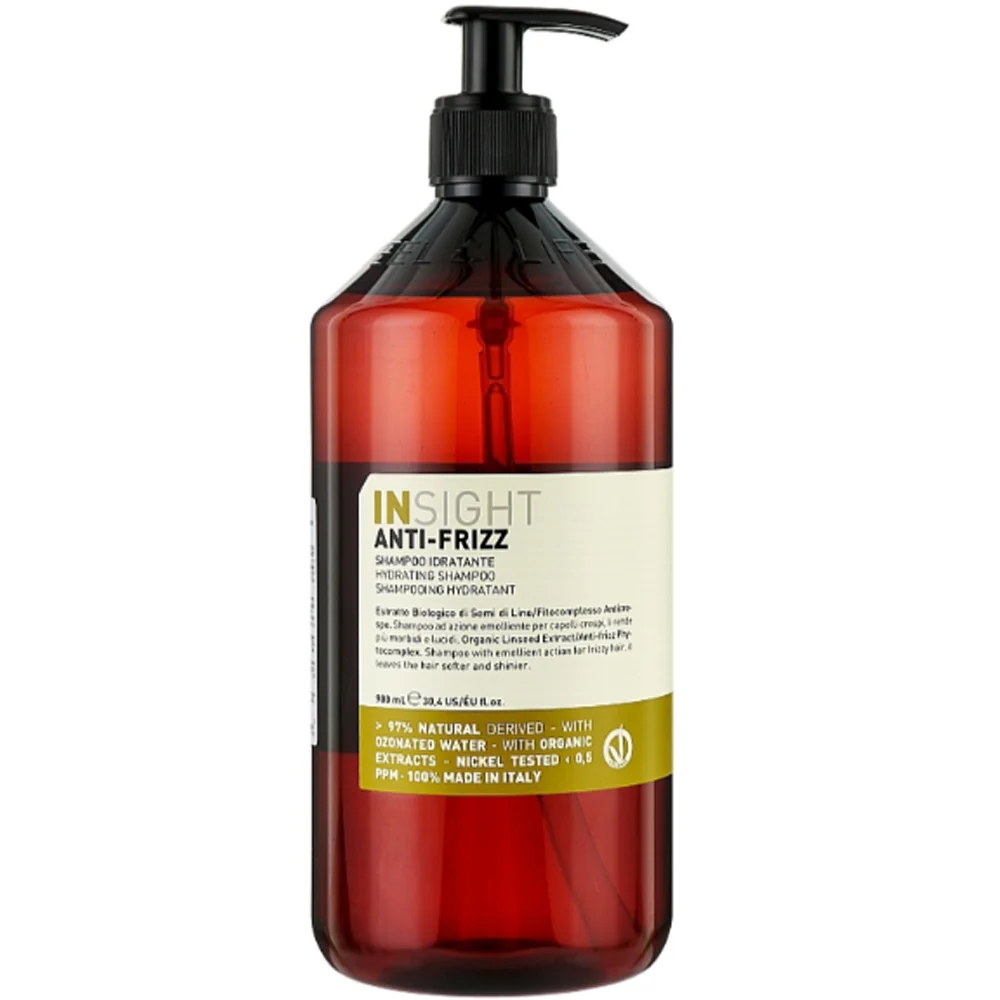 INSIGHT
ANTI-FRIZZ
SHAMPOO IDRATANTE
HYDRATING SHAMPOO
SHAMPOOING HYDRATANT
Estratto Biologico di Semi di Lino/Fitocomplesso Anticre-
spo. Shampoo ad azione emolliente per capelli crespi, li rende
più morbidi e lucidi. Organic Linseed Extract/Anti-frizz Phy-
tocomplex. Shampoo with emollient action for frizzy hair, it
leaves the hair softer and shinier.
980 mL ℮ 30,4 US/ÉU fl.oz.
> 97% NATURAL DERIVED - WITH
OZONATED WATER - WITH ORGANIC
EXTRACTS - NICKEL TESTED < 0,5
PPM - 100% MADE IN ITALY